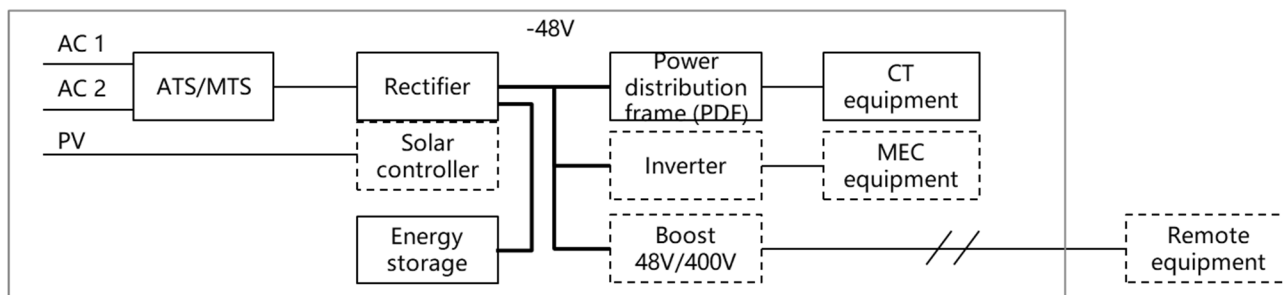 -48V
AC 1
AC 2
PV
ATS/MTS
Rectifier
Solar
controller
Energy
storage
Power
distribution
frame (PDF)
CT
equipment
Inverter
MEC
equipment
Boost
48V/400V
Remote
equipment